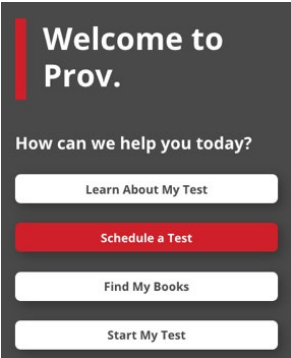 Welcome to
Prov.
How can we help you today?
Learn About My Test
Schedule a Test
Find My Books
Start My Test